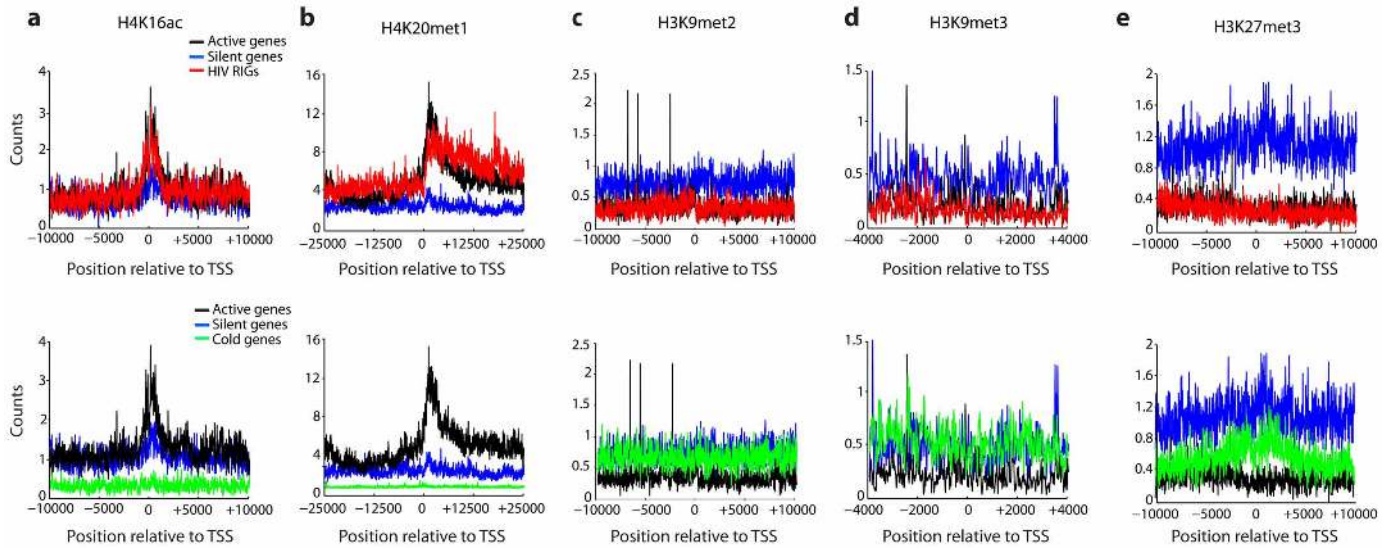 a
H4K16ac
Active genes
Silent genes
HIV RIGs
Counts
4
3
2
1
0
−10000 −5000 0 +5000 +10000
Position relative to TSS
b
H4K20met1
16
12
8
4
0
−25000 −12500 0 +12500 +25000
Position relative to TSS
c
H3K9met2
2.5
2
1.5
1
0.5
0
−10000 −5000 0 +5000 +10000
Position relative to TSS
d
H3K9met3
1.5
1
0.5
0
−4000 −2000 0 +2000 +4000
Position relative to TSS
e
H3K27met3
2
1.6
1.2
0.8
0.4
0
−10000 −5000 0 +5000 +10000
Position relative to TSS
Active genes
Silent genes
Cold genes
Counts
4
3
2
1
0
−10000 −5000 0 +5000 +10000
Position relative to TSS
16
12
8
4
0
−25000 −12500 0 +12500 +25000
Position relative to TSS
2.5
2
1.5
1
0.5
0
−10000 −5000 0 +5000 +10000
Position relative to TSS
1.5
1
0.5
0
−4000 −2000 0 +2000 +4000
Position relative to TSS
2
1.6
1.2
0.8
0.4
0
−10000 −5000 0 +5000 +10000
Position relative to TSS